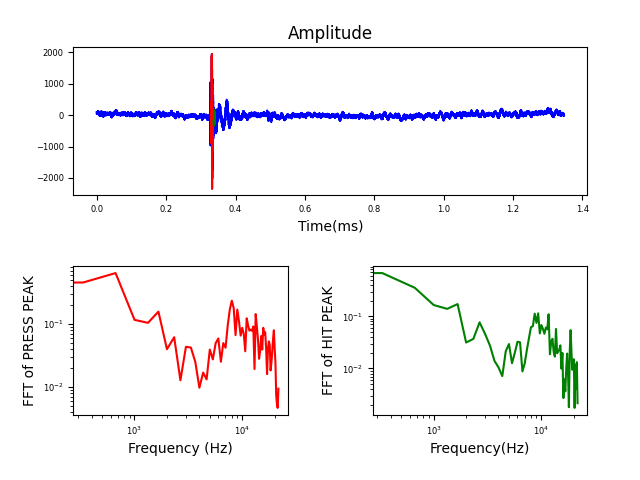 Amplitude
2000
1000
0
−1000
−2000
0.0 0.2 0.4 0.6 0.8 1.0 1.2 1.4
Time(ms)
FFT of PRESS PEAK
10⁻¹
10⁻²
10³ 10⁴
Frequency (Hz)
FFT of HIT PEAK
10⁻¹
10⁻²
10³ 10⁴
Frequency(Hz)